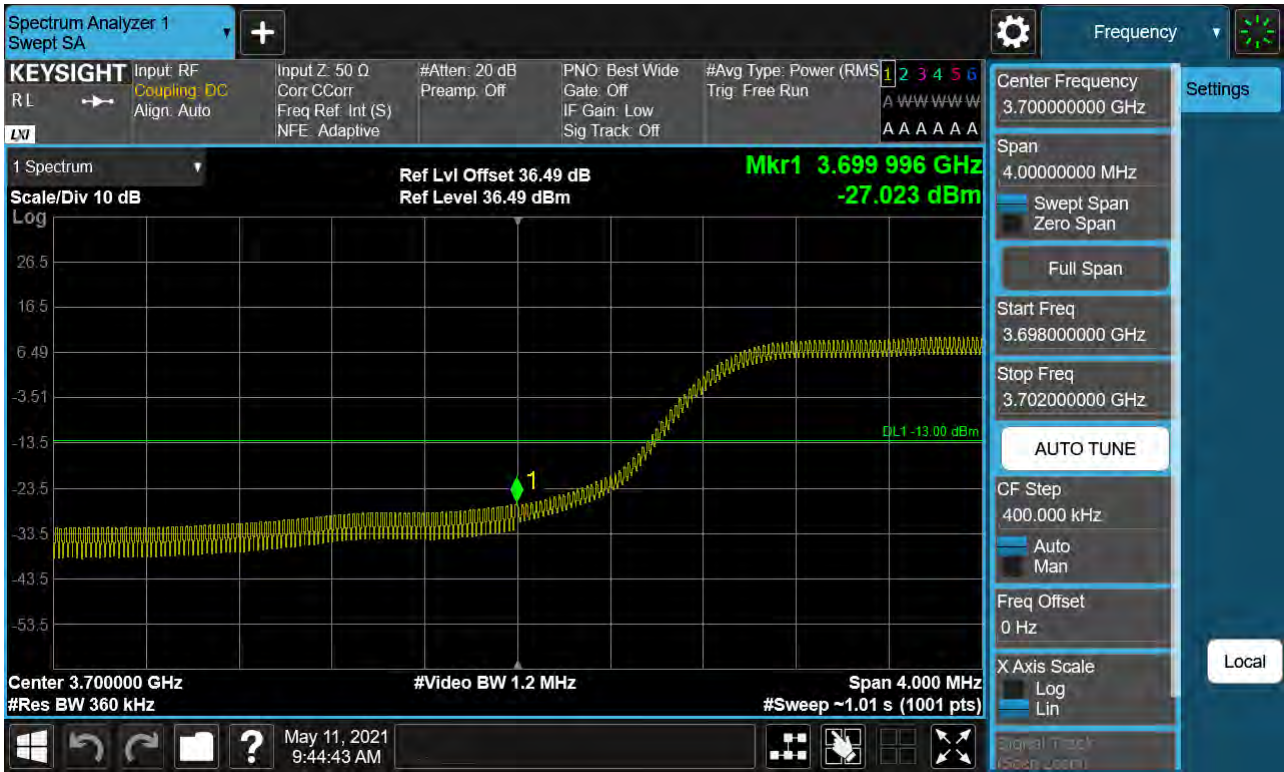 Spectrum Analyzer 1
Swept SA
Frequency
KEYSIGHT
RL
LXI
Input: RF
Coupling: DC
Align: Auto
Input Z: 50 Ω
Corr CCorr
Freq Ref: Int (S)
NFE: Adaptive
#Atten: 20 dB
Preamp: Off
PNO: Best Wide
Gate: Off
IF Gain: Low
Sig Track: Off
#Avg Type: Power (RMS
Trig: Free Run
1 2 3 4 5 6
A W W W W W
A A A A A A
1 Spectrum
Scale/Div 10 dB
Log
Ref Lvl Offset 36.49 dB
Ref Level 36.49 dBm
Mkr1 3.699 996 GHz
-27.023 dBm
26.5
16.5
6.49
-3.51
-13.5
-23.5
-33.5
-43.5
-53.5
DL1 -13.00 dBm
1
Center 3.700000 GHz
#Res BW 360 kHz
#Video BW 1.2 MHz
Span 4.000 MHz
#Sweep ~1.01 s (1001 pts)
Center Frequency
3.700000000 GHz
Settings
Span
4.00000000 MHz
Swept Span
Zero Span
Full Span
Start Freq
3.698000000 GHz
Stop Freq
3.702000000 GHz
AUTO TUNE
CF Step
400.000 kHz
Auto
Man
Freq Offset
0 Hz
X Axis Scale
Log
Lin
Signal Track
(Span Zoom)
Local
?
May 11, 2021
9:44:43 AM